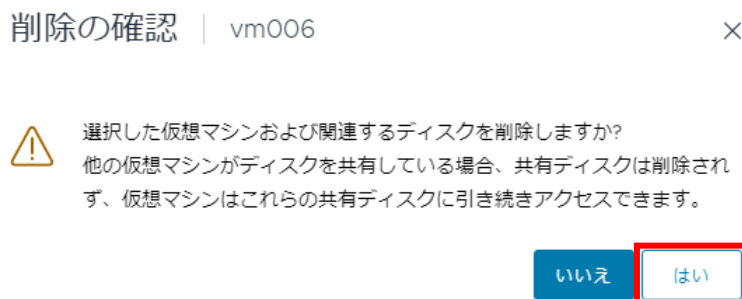 削除の確認 vm006
選択した仮想マシンおよび関連するディスクを削除しますか?
他の仮想マシンがディスクを共有している場合、共有ディスクは削除され
ず、仮想マシンはこれらの共有ディスクに引き続きアクセスできます。
いいえ はい